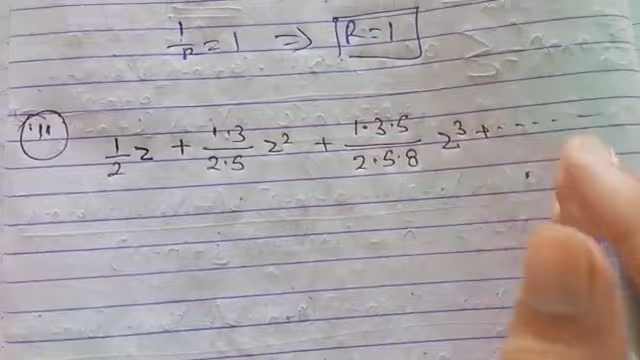 1/R = 1 ⇒ R = 1
(iii) 1/2 z + 1·3/2·5 z² + 1·3·5/2·5·8 z³ + ······